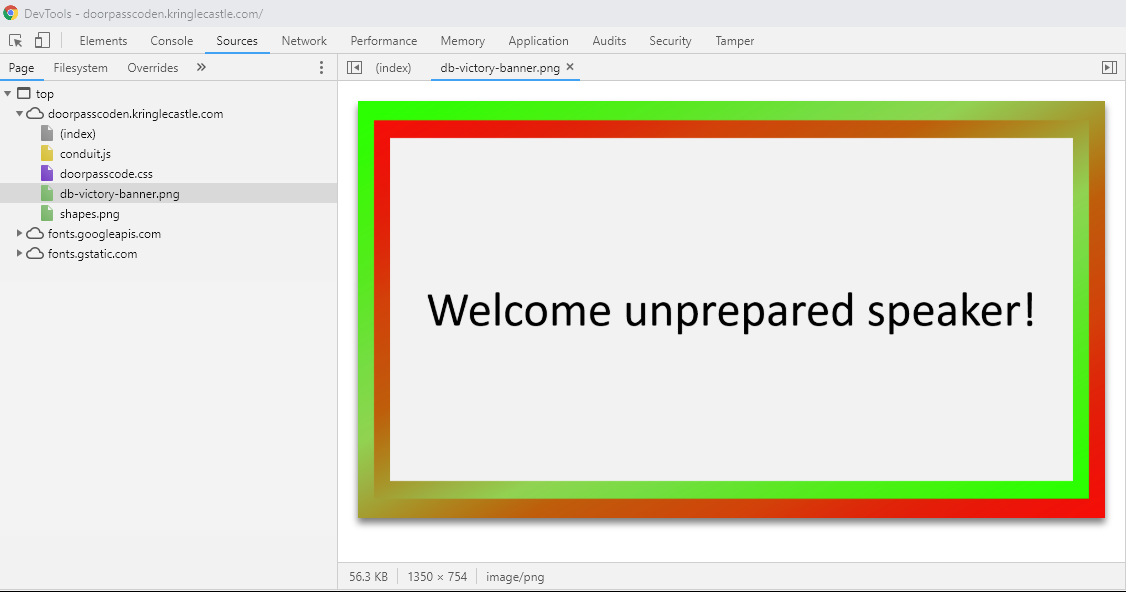 DevTools - doorpasscoden.kringlecastle.com/
Elements Console Sources Network Performance Memory Application Audits Security Tamper
Page Filesystem Overrides » (index) db-victory-banner.png ×
top
doorpasscoden.kringlecastle.com
(index)
conduit.js
doorpasscode.css
db-victory-banner.png
shapes.png
fonts.googleapis.com
fonts.gstatic.com
Welcome unprepared speaker!
56.3 KB 1350 × 754 image/png